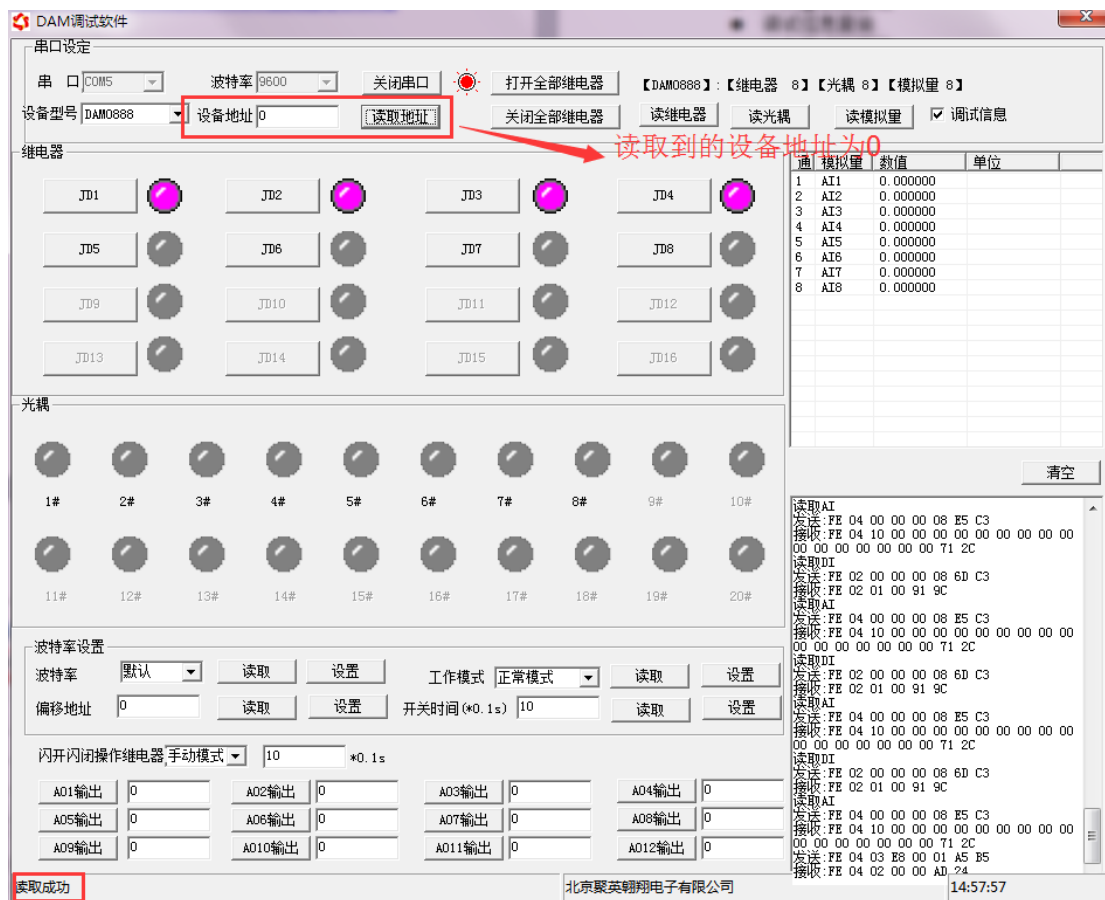 DAM调试软件
串口设定
串 口 COM5 波特率 9600 关闭串口 打开全部继电器 【DAM0888】:【继电器 8】【光耦 8】【模拟量 8】
设备型号 DAM0888 设备地址 0 读取地址 关闭全部继电器 读继电器 读光耦 读模拟量 调试信息
读取到的设备地址为0
继电器
JD1 JD2 JD3 JD4
JD5 JD6 JD7 JD8
JD9 JD10 JD11 JD12
JD13 JD14 JD15 JD16
通 模拟量 数值 单位
1 AI1 0.000000
2 AI2 0.000000
3 AI3 0.000000
4 AI4 0.000000
5 AI5 0.000000
6 AI6 0.000000
7 AI7 0.000000
8 AI8 0.000000
清空
光耦
1# 2# 3# 4# 5# 6# 7# 8# 9# 10#
11# 12# 13# 14# 15# 16# 17# 18# 19# 20#
读取AI
发送:FE 04 00 00 00 08 E5 C3
接收:FE 04 10 00 00 00 00 00 00 00 00 00
00 00 00 00 00 00 00 71 2C
读取DI
发送:FE 02 00 00 00 08 6D C3
接收:FE 02 01 00 91 9C
读取AI
发送:FE 04 00 00 00 08 E5 C3
接收:FE 04 10 00 00 00 00 00 00 00 00 00
00 00 00 00 00 00 00 71 2C
读取DI
发送:FE 02 00 00 00 08 6D C3
接收:FE 02 01 00 91 9C
读取AI
发送:FE 04 00 00 00 08 E5 C3
接收:FE 04 10 00 00 00 00 00 00 00 00 00
00 00 00 00 00 00 00 71 2C
读取DI
发送:FE 02 00 00 00 08 6D C3
接收:FE 02 01 00 91 9C
读取AI
发送:FE 04 00 00 00 08 E5 C3
接收:FE 04 10 00 00 00 00 00 00 00 00 00
00 00 00 00 00 00 00 71 2C
发送:FE 04 03 E8 00 01 A5 B5
接收:FE 04 02 00 00 AD 24
波特率设置
波特率 默认 读取 设置 工作模式 正常模式 读取 设置
偏移地址 0 读取 设置 开关时间(*0.1s) 10 读取 设置
闪开闪闭操作继电器 手动模式 10 *0.1s
AO1输出 0 AO2输出 0 AO3输出 0 AO4输出 0
AO5输出 0 AO6输出 0 AO7输出 0 AO8输出 0
AO9输出 0 AO10输出 0 AO11输出 0 AO12输出 0
读取成功 北京聚英翱翔电子有限公司 14:57:57